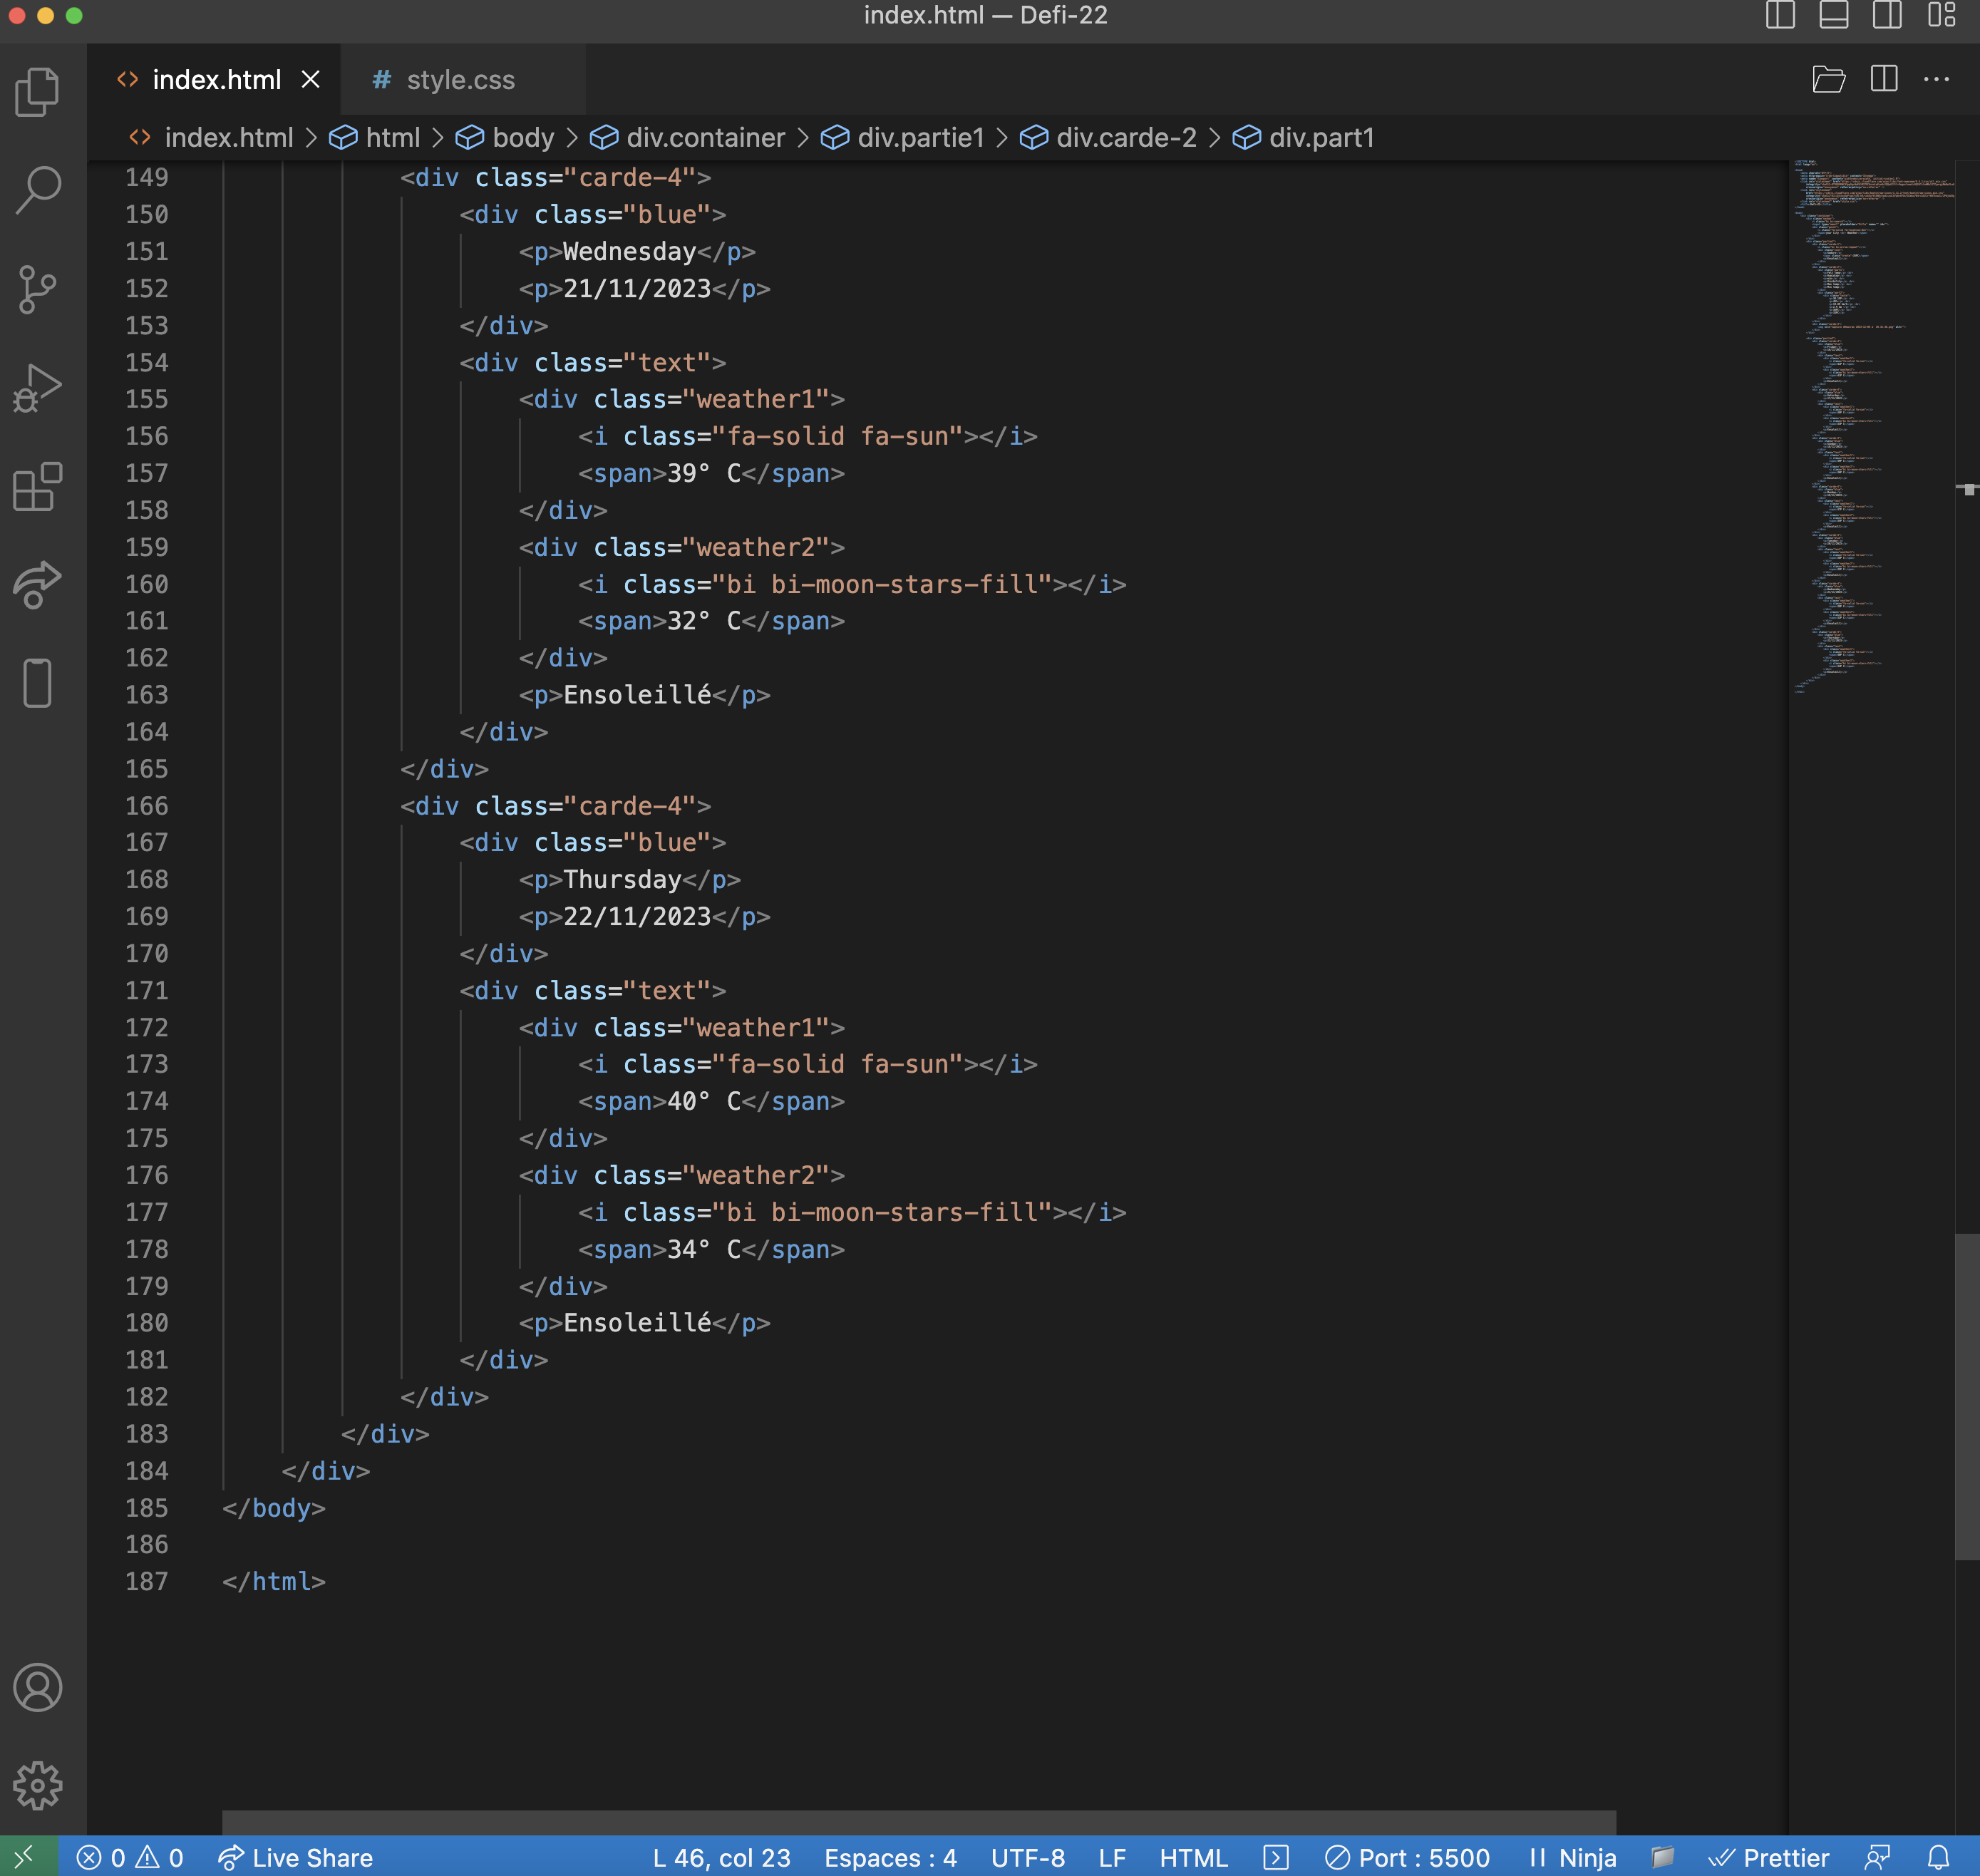 index.html — Defi-22
index.html
# style.css
index.html > html > body > div.container > div.partie1 > div.carde-2 > div.part1
149 <div class="carde-4">
150 <div class="blue">
151 <p>Wednesday</p>
152 <p>21/11/2023</p>
153 </div>
154 <div class="text">
155 <div class="weather1">
156 <i class="fa-solid fa-sun"></i>
157 <span>39° C</span>
158 </div>
159 <div class="weather2">
160 <i class="bi bi-moon-stars-fill"></i>
161 <span>32° C</span>
162 </div>
163 <p>Ensoleillé</p>
164 </div>
165 </div>
166 <div class="carde-4">
167 <div class="blue">
168 <p>Thursday</p>
169 <p>22/11/2023</p>
170 </div>
171 <div class="text">
172 <div class="weather1">
173 <i class="fa-solid fa-sun"></i>
174 <span>40° C</span>
175 </div>
176 <div class="weather2">
177 <i class="bi bi-moon-stars-fill"></i>
178 <span>34° C</span>
179 </div>
180 <p>Ensoleillé</p>
181 </div>
182 </div>
183 </div>
184 </div>
185 </body>
186
187 </html>
0 0 Live Share L 46, col 23 Espaces : 4 UTF-8 LF HTML Port : 5500 Ninja Prettier